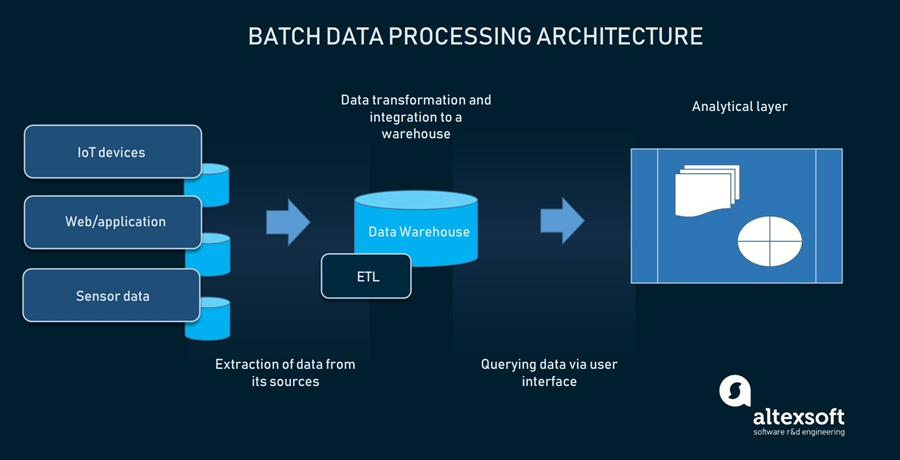 BATCH DATA PROCESSING ARCHITECTURE
Data transformation and
integration to a
warehouse
Analytical layer
IoT devices
Web/application
Sensor data
Data Warehouse
ETL
Extraction of data from
its sources
Querying data via user
interface
altexsoft
software r&d engineering